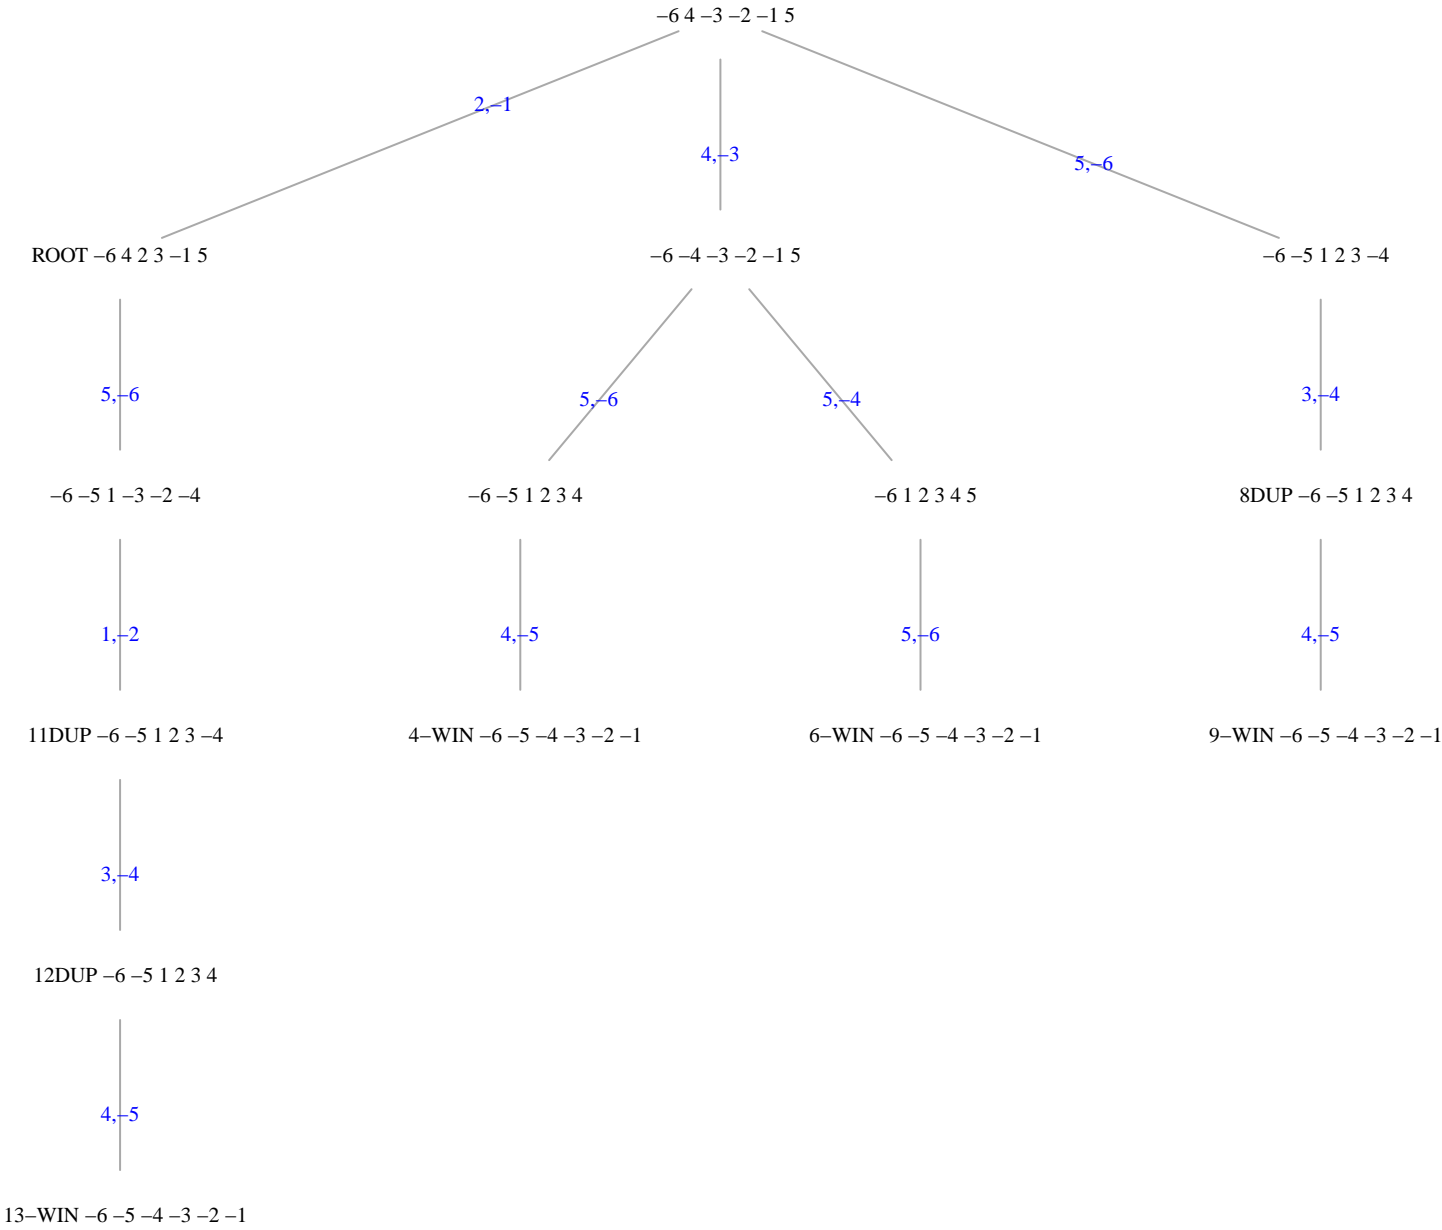 −6 4 −3 −2 −1 5
2,−1
4,−3
5,−6
ROOT −6 4 2 3 −1 5
−6 −4 −3 −2 −1 5
−6 −5 1 2 3 −4
5,−6
5,−6
5,−4
3,−4
−6 −5 1 −3 −2 −4
−6 −5 1 2 3 4
−6 1 2 3 4 5
8DUP −6 −5 1 2 3 4
1,−2
4,−5
5,−6
4,−5
11DUP −6 −5 1 2 3 −4
4−WIN −6 −5 −4 −3 −2 −1
6−WIN −6 −5 −4 −3 −2 −1
9−WIN −6 −5 −4 −3 −2 −1
3,−4
12DUP −6 −5 1 2 3 4
4,−5
13−WIN −6 −5 −4 −3 −2 −1